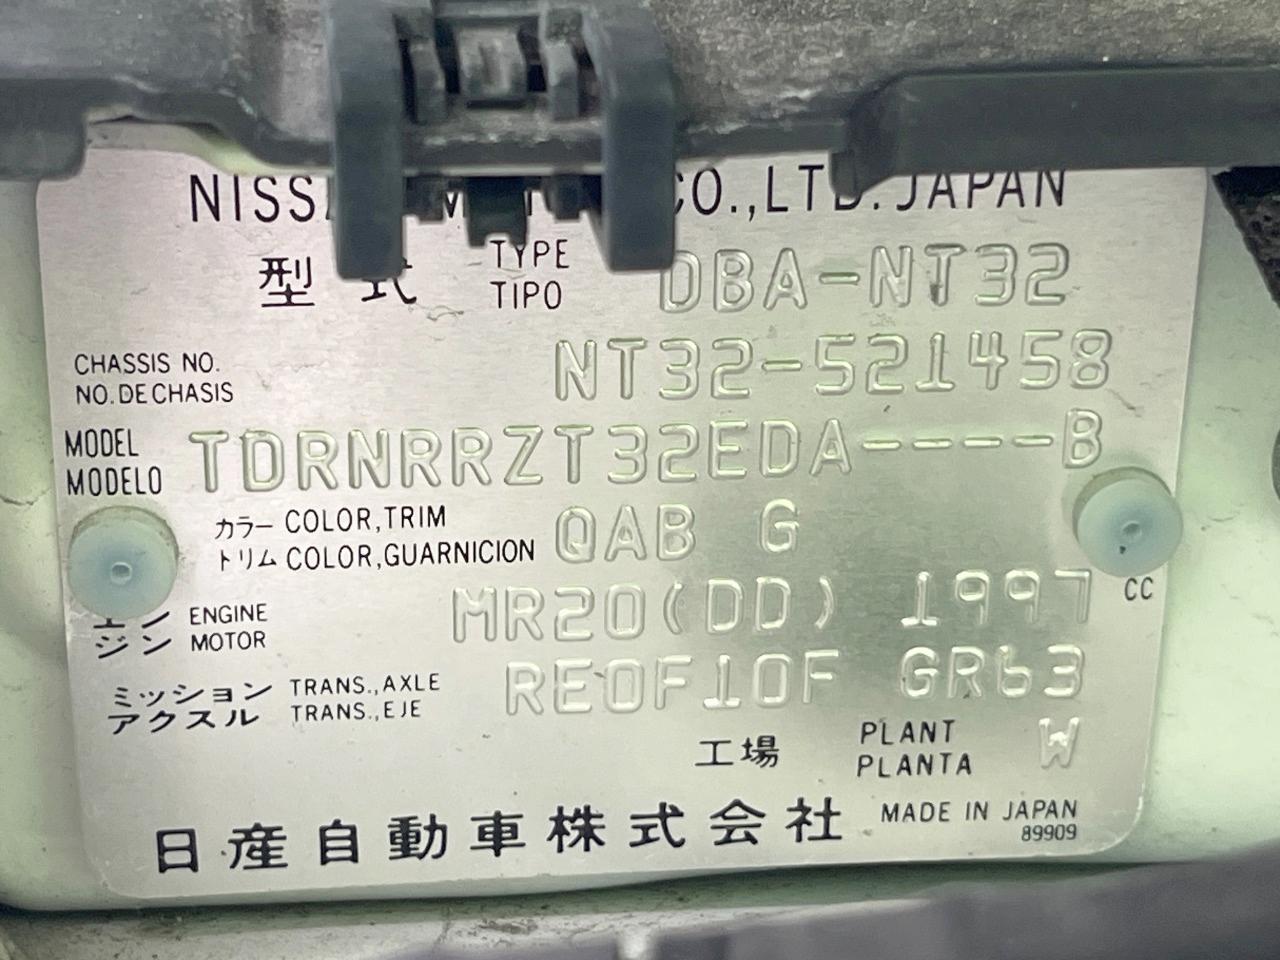 NISSAN MOTOR CO.,LTD. JAPAN
型 式 TYPE TIPO DBA-NT32
CHASSIS NO. NT32-521458
NO. DE CHASIS
MODEL TDRNRRZT32EDA----B
MODELO
カラー COLOR,TRIM QAB G
トリム COLOR,GUARNICION
エンジン ENGINE MOTOR MR20(DD) 1997 CC
ミッション TRANS.,AXLE RE0F10F GR63
アクスル TRANS.,EJE
工場 PLANT PLANTA W
日産自動車株式会社 MADE IN JAPAN
89909